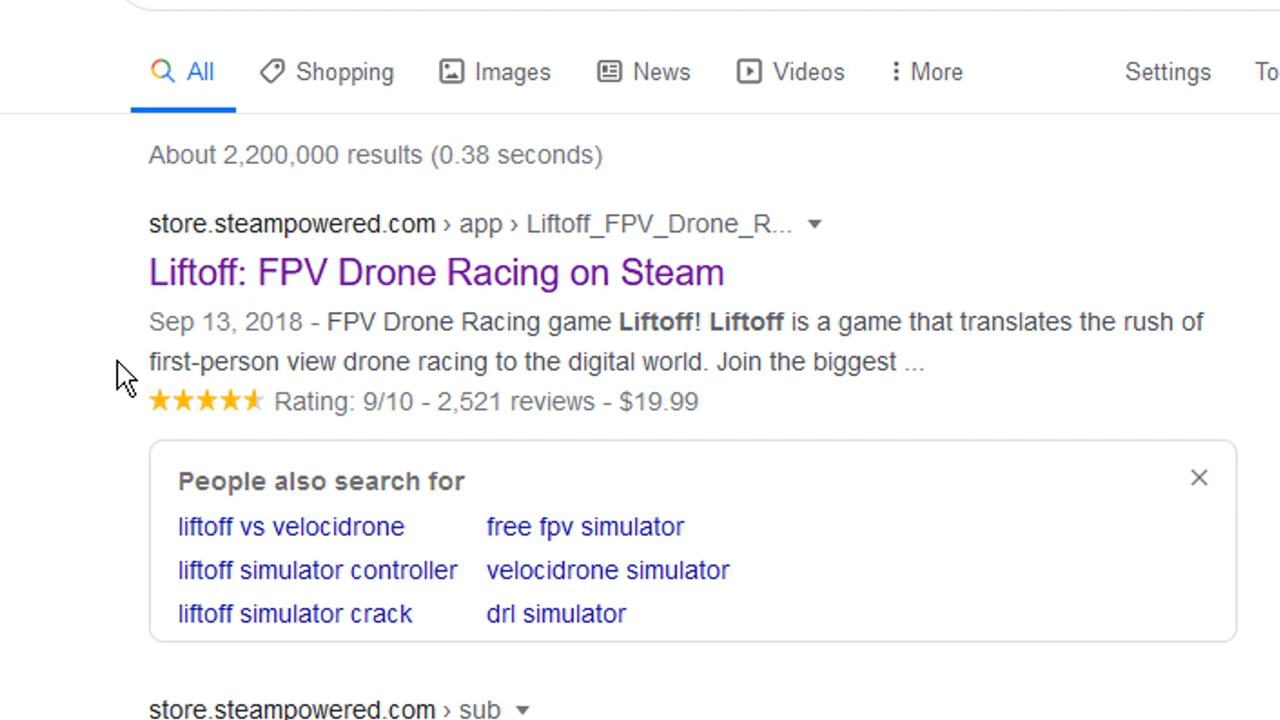 All Shopping Images News Videos More Settings To
About 2,200,000 results (0.38 seconds)
store.steampowered.com › app › Liftoff_FPV_Drone_R...
Liftoff: FPV Drone Racing on Steam
Sep 13, 2018 - FPV Drone Racing game Liftoff! Liftoff is a game that translates the rush of
first-person view drone racing to the digital world. Join the biggest ...
Rating: 9/10 - 2,521 reviews - $19.99
People also search for
liftoff vs velocidrone free fpv simulator
liftoff simulator controller velocidrone simulator
liftoff simulator crack drl simulator
store.steampowered.com › sub